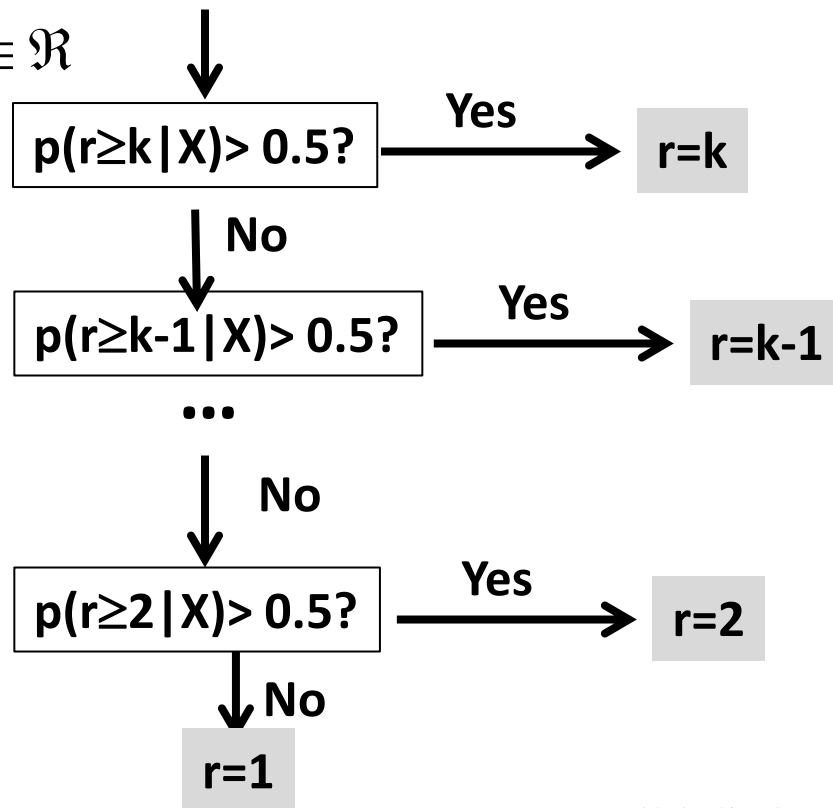 ≡ ℜ
p(r≥k|X)> 0.5?
Yes
r=k
No
p(r≥k-1|X)> 0.5?
Yes
r=k-1
...
No
p(r≥2|X)> 0.5?
Yes
r=2
No
r=1